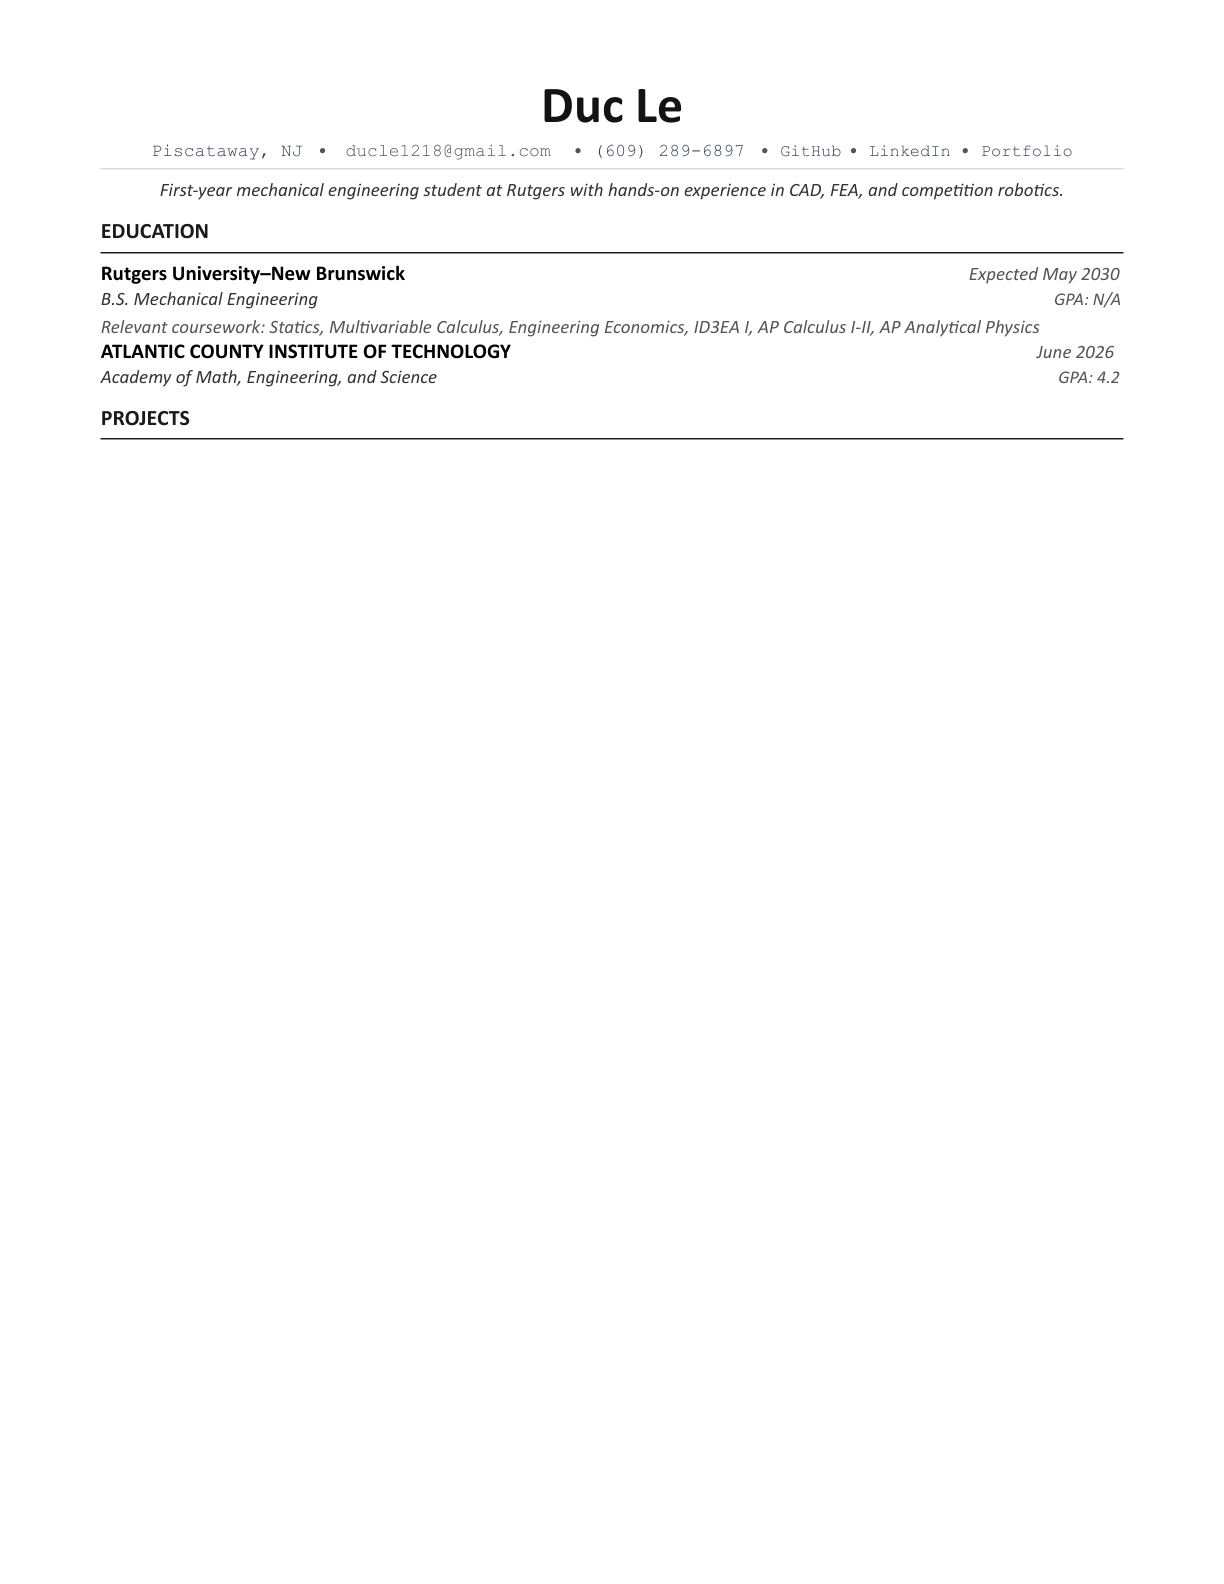 Duc Le
Piscataway, NJ • ducle1218@gmail.com • (609) 289-6897 • GitHub • LinkedIn • Portfolio
First-year mechanical engineering student at Rutgers with hands-on experience in CAD, FEA, and competition robotics.
EDUCATION
Rutgers University–New Brunswick Expected May 2030
B.S. Mechanical Engineering GPA: N/A
Relevant coursework: Statics, Multivariable Calculus, Engineering Economics, ID3EA I, AP Calculus I-II, AP Analytical Physics
ATLANTIC COUNTY INSTITUTE OF TECHNOLOGY June 2026
Academy of Math, Engineering, and Science GPA: 4.2
PROJECTS